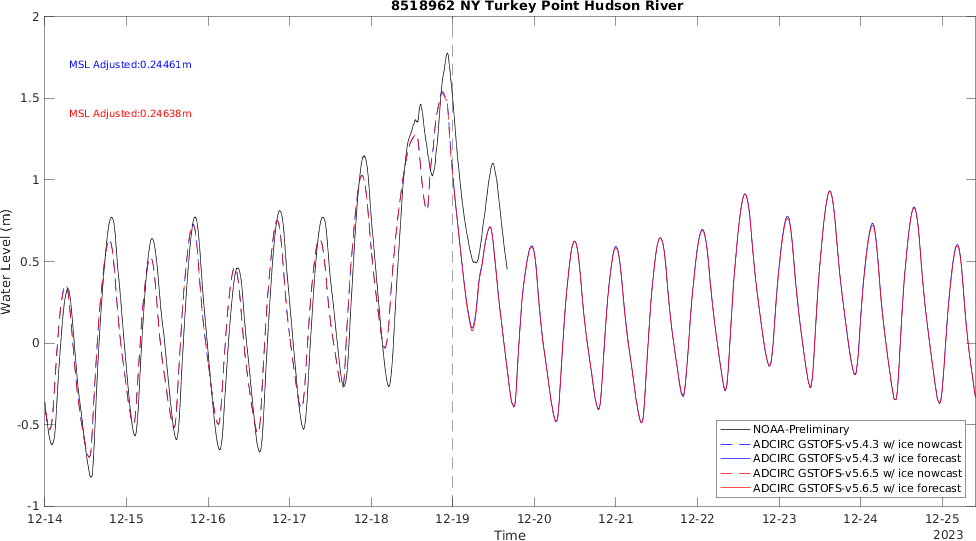 8518962 NY Turkey Point Hudson River
MSL Adjusted:0.24461m
MSL Adjusted:0.24638m
Water Level (m)
2
1.5
1
0.5
0
-0.5
-1
NOAA-Preliminary
ADCIRC GSTOFS-v5.4.3 w/ ice nowcast
ADCIRC GSTOFS-v5.4.3 w/ ice forecast
ADCIRC GSTOFS-v5.6.5 w/ ice nowcast
ADCIRC GSTOFS-v5.6.5 w/ ice forecast
12-14 12-15 12-16 12-17 12-18 12-19 12-20 12-21 12-22 12-23 12-24 12-25
Time
2023